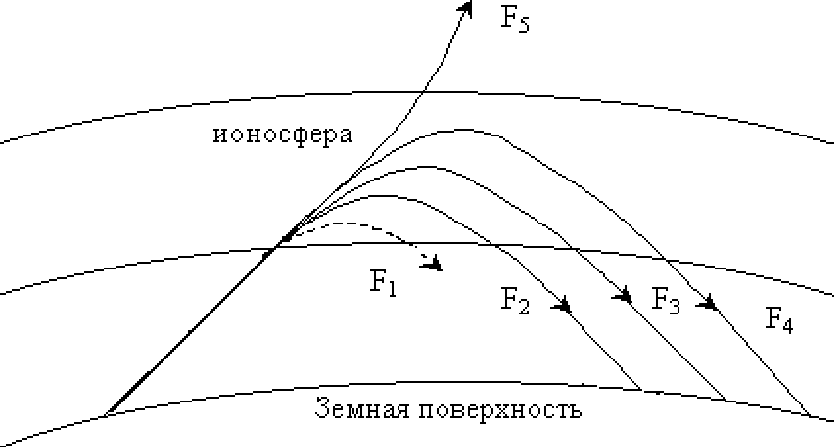 F5
ионосфера
F1
F2
F3
F4
Земная поверхность